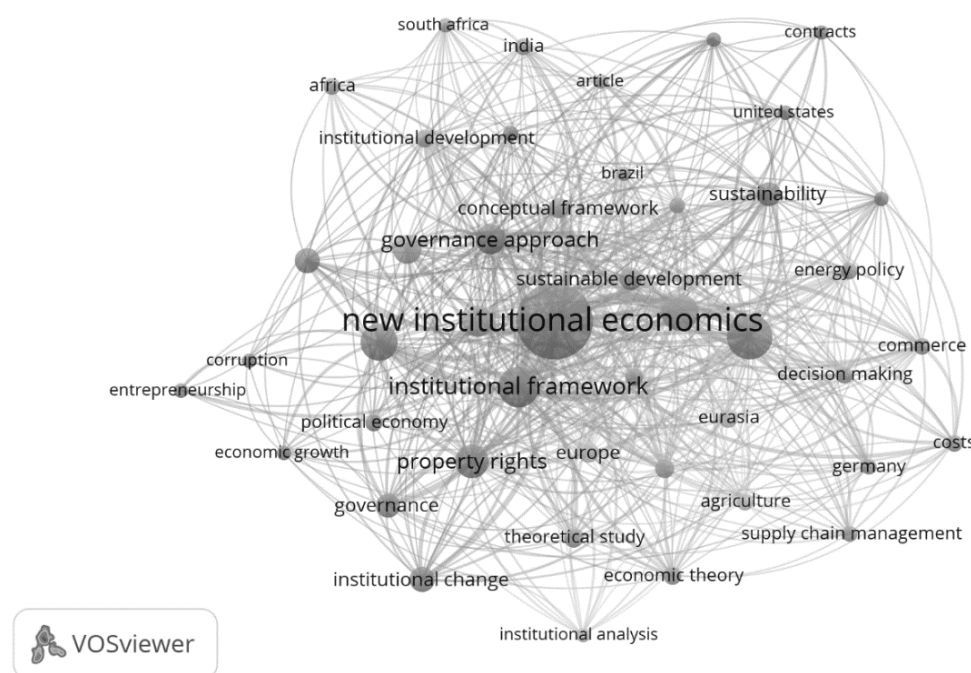 south africa
contracts
india
article
africa
united states
institutional development
brazil
sustainability
conceptual framework
governance approach
energy policy
sustainable development
new institutional economics
commerce
corruption
decision making
entrepreneurship
institutional framework
eurasia
political economy
costs
economic growth
europe
property rights
germany
agriculture
governance
supply chain management
theoretical study
economic theory
institutional change
institutional analysis
VOSviewer